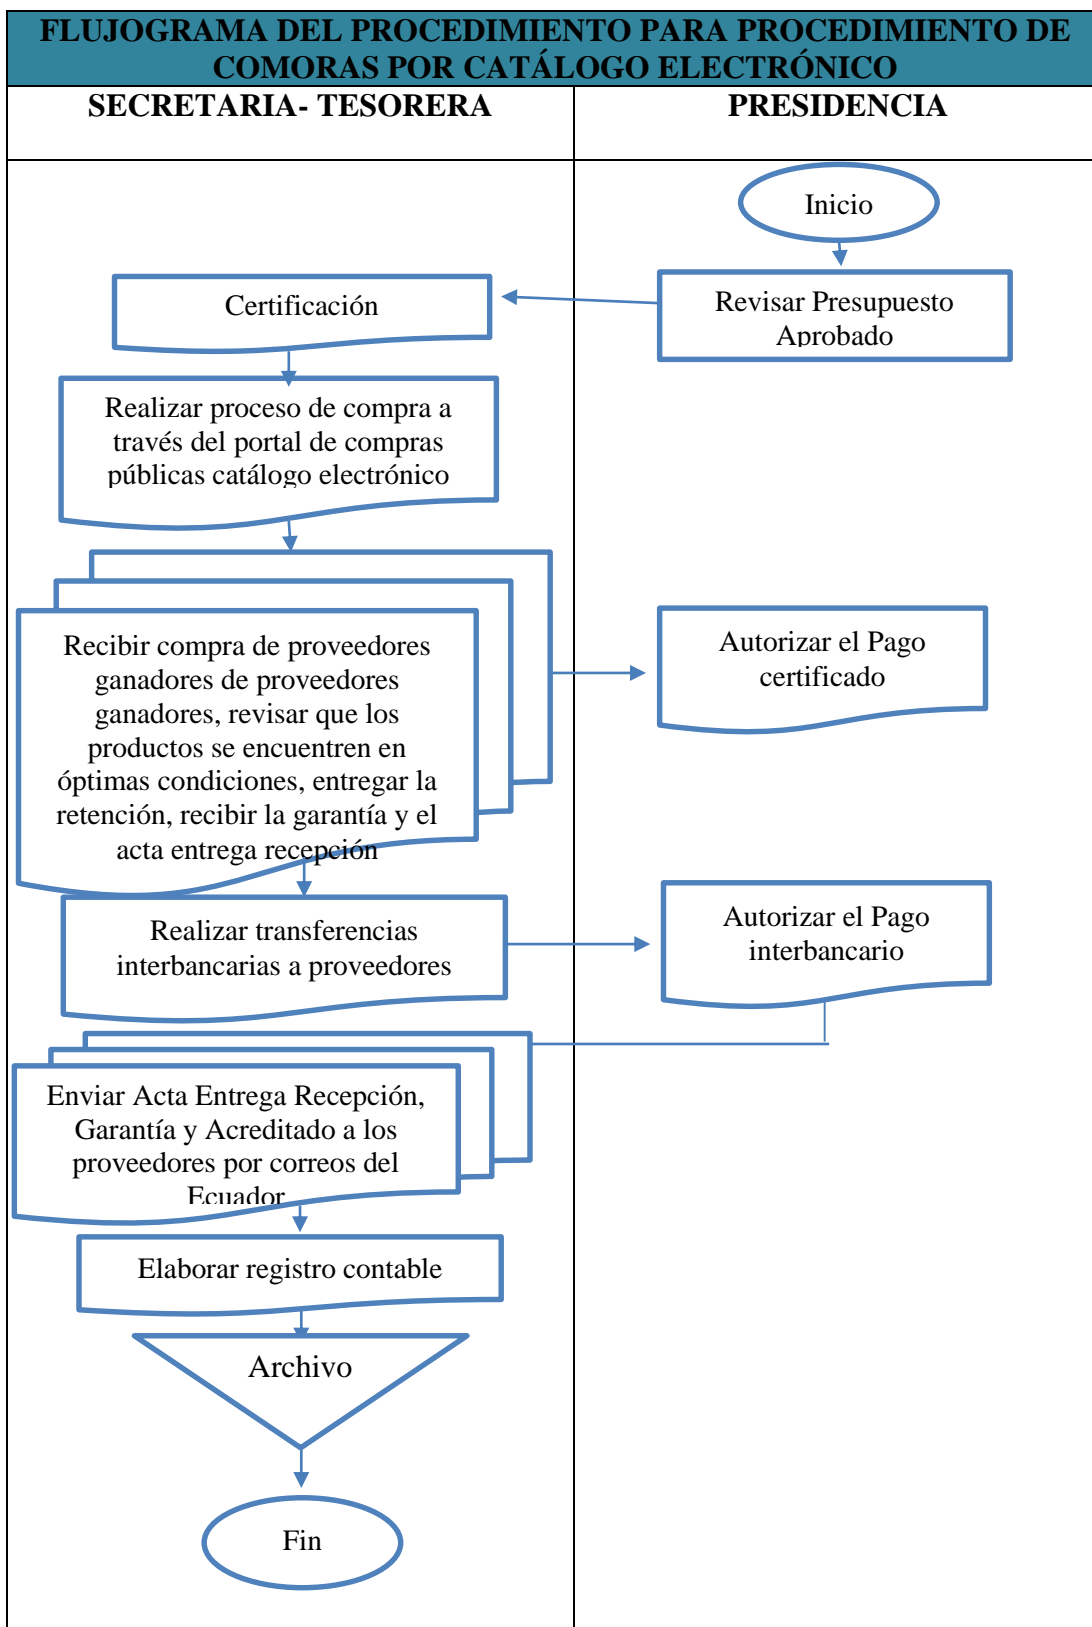 FLUJOGRAMA DEL PROCEDIMIENTO PARA PROCEDIMIENTO DE
COMORAS POR CATÁLOGO ELECTRÓNICO
SECRETARIA- TESORERA
PRESIDENCIA
Inicio
Revisar Presupuesto
Aprobado
Certificación
Realizar proceso de compra a
través del portal de compras
públicas catálogo electrónico
Recibir compra de proveedores
ganadores de proveedores
ganadores, revisar que los
productos se encuentren en
óptimas condiciones, entregar la
retención, recibir la garantía y el
acta entrega recepción
Autorizar el Pago
certificado
Realizar transferencias
interbancarias a proveedores
Autorizar el Pago
interbancario
Enviar Acta Entrega Recepción,
Garantía y Acreditado a los
proveedores por correos del
Ecuador
Elaborar registro contable
Archivo
Fin